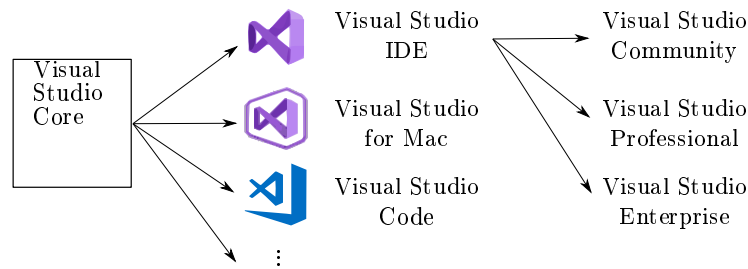 Visual
Studio
Core
Visual Studio
IDE
Visual Studio
for Mac
Visual Studio
Code
⋮
Visual Studio
Community
Visual Studio
Professional
Visual Studio
Enterprise